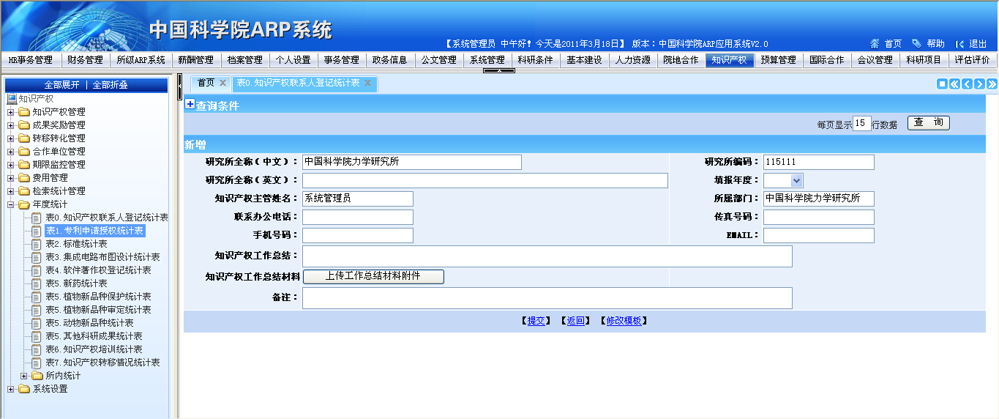 中国科学院ARP系统
【系统管理员 中午好! 今天是2011年3月18日】 版本：中国科学院ARP应用系统V2.0
首页 帮助 退出
HR事务管理 财务管理 所级ARP系统 薪酬管理 档案管理 个人设置 事务管理 政务信息 公文管理 系统管理 科研条件 基本建设 人力资源 院地合作 知识产权 预算管理 国际合作 会议管理 科研项目 评估评价
全部展开 | 全部折叠
知识产权
知识产权管理
成果奖励管理
转移转化管理
合作单位管理
期限监控管理
费用管理
检索统计管理
年度统计
表0. 知识产权联系人登记统计表
表1. 专利申请授权统计表
表2. 标准统计表
表3. 集成电路布图设计统计表
表4. 软件著作权登记统计表
表5. 新药统计表
表5. 植物新品种保护统计表
表5. 植物新品种审定统计表
表5. 动物新品种统计表
表5. 其他科研成果统计表
表6. 知识产权培训统计表
表7. 知识产权转移情况统计表
所内统计
系统设置
首页 表0. 知识产权联系人登记统计表
查询条件
每页显示 15 行数据 查 询
新增
研究所全称（中文）： 中国科学院力学研究所 研究所编码： 115111
研究所全称（英文）： 填报年度：
知识产权主管姓名： 系统管理员 所属部门： 中国科学院力学研究所
联系办公电话： 传真号码：
手机号码： EMAIL：
知识产权工作总结：
知识产权工作总结材料 上传工作总结材料附件
备注：
【提交】 【返回】 【修改模板】